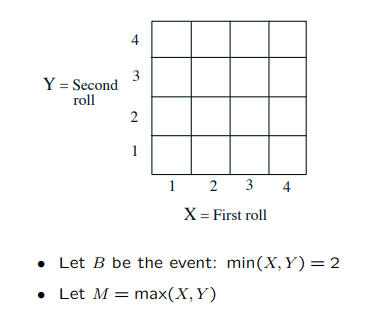 4
3
Y = Second
roll
2
1
1 2 3 4
X = First roll
• Let B be the event: min(X, Y) = 2
• Let M = max(X, Y)